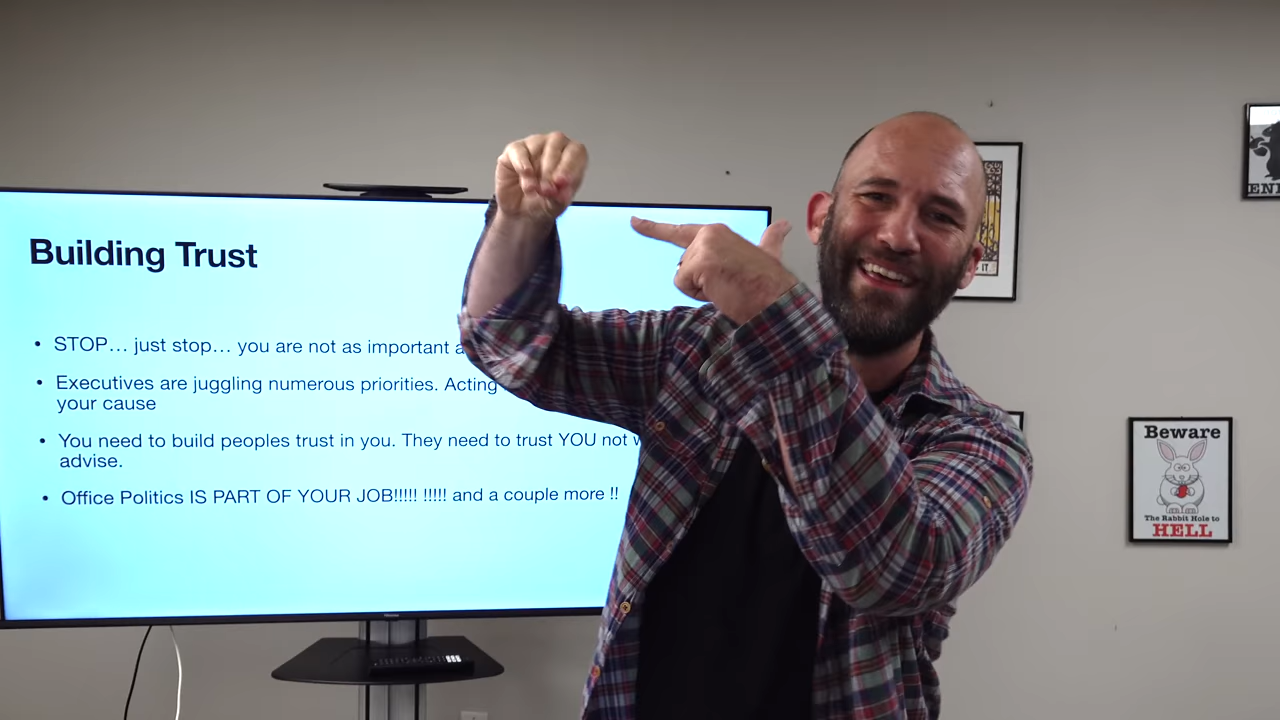 Building Trust
• STOP… just stop… you are not as important
• Executives are juggling numerous priorities. Acting
your cause
• You need to build peoples trust in you. They need to trust YOU not
advise.
• Office Politics IS PART OF YOUR JOB!!!!! !!!!! and a couple more !!
IT.
Beware
The Rabbit Hole to
HELL